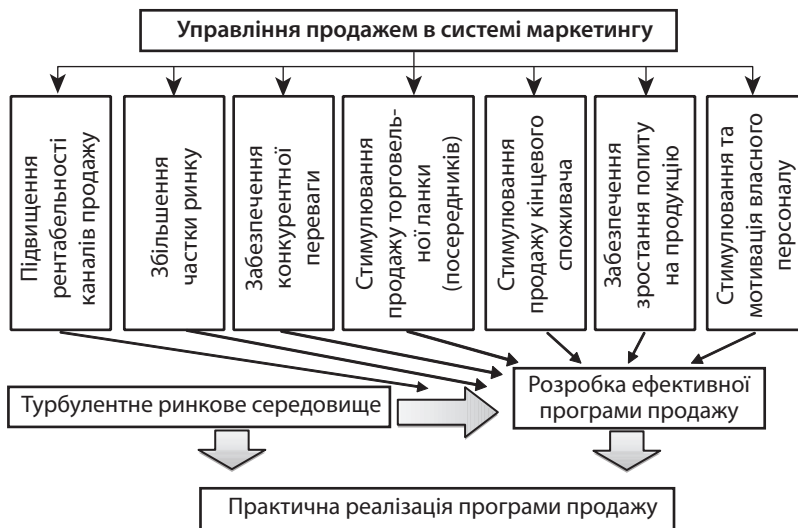 Управління продажем в системі маркетингу
Підвищення
рентабельності
каналів продажу
Збільшення
частки ринку
Забезпечення
конкурентної
переваги
Стимулювання
продажу торговель-
ної ланки
(посередників)
Стимулювання
продажу кінцевого
споживача
Забезпечення
зростання попиту
на продукцію
Стимулювання та
мотивація власного
персоналу
Турбулентне ринкове середовище
Розробка ефективної
програми продажу
Практична реалізація програми продажу